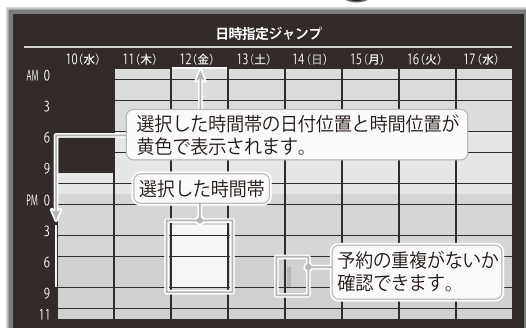 日時指定ジャンプ
10(水) 11(木) 12(金) 13(土) 14(日) 15(月) 16(火) 17(水)
AM 0
3
選択した時間帯の日付位置と時間位置が
黄色で表示されます。
6
9
選択した時間帯
PM 0
3
予約の重複がないか
確認できます。
6
9
11